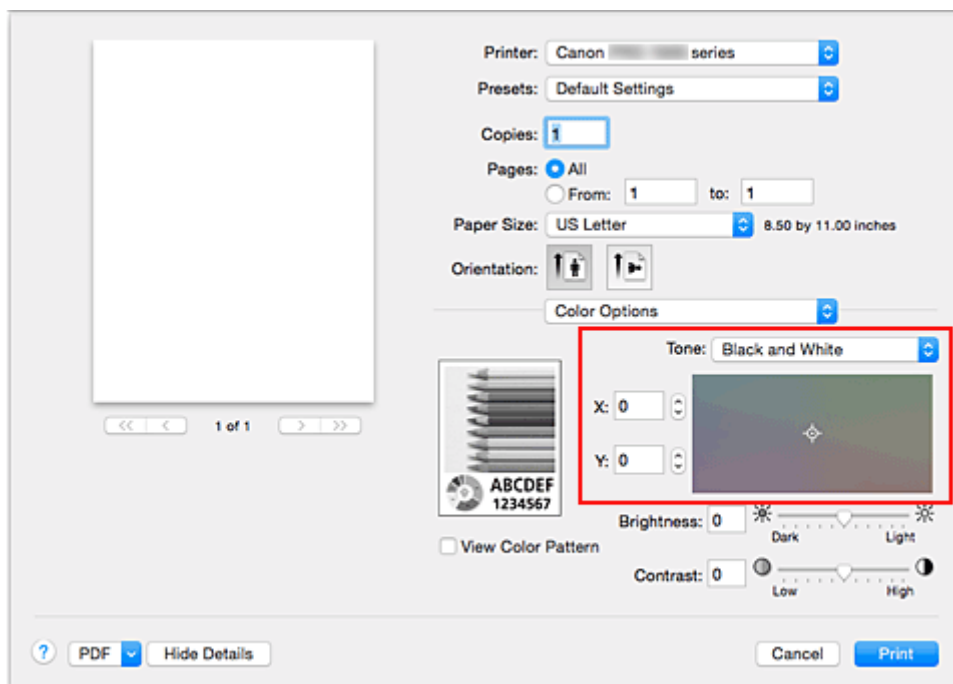 Printer: Canon series
Presets: Default Settings
Copies: 1
Pages: All
From: 1 to: 1
Paper Size: US Letter 8.50 by 11.00 inches
Orientation:
Color Options
Tone: Black and White
X: 0
Y: 0
1 of 1
ABCDEF
1234567
View Color Pattern
Brightness: 0
Dark Light
Contrast: 0
Low High
? PDF Hide Details Cancel Print